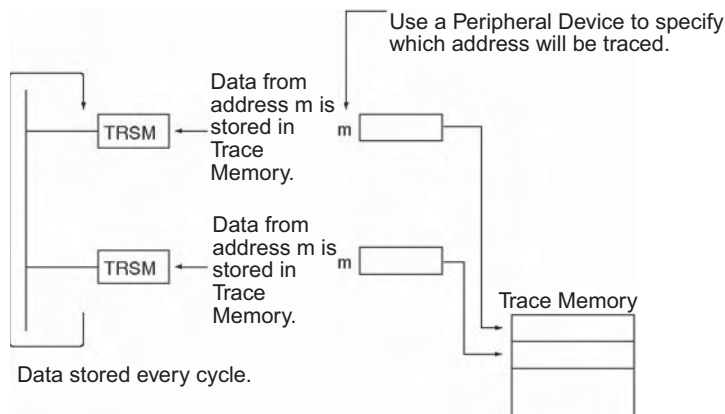 Use a Peripheral Device to specify
which address will be traced.
Data from
address m is
stored in
Trace
Memory.
TRSM
m
Data from
address m is
stored in
Trace
Memory.
TRSM
m
Trace Memory
Data stored every cycle.